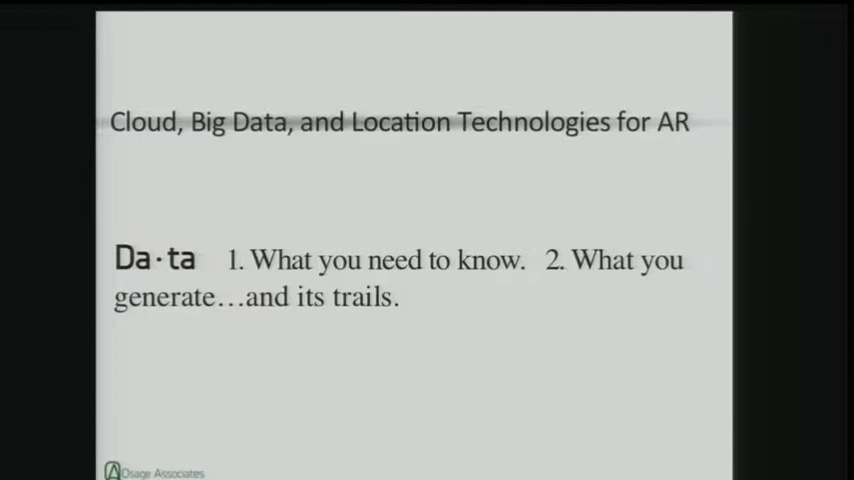 Cloud, Big Data, and Location Technologies for AR
Da·ta 1. What you need to know. 2. What you
generate…and its trails.
Osage Associates